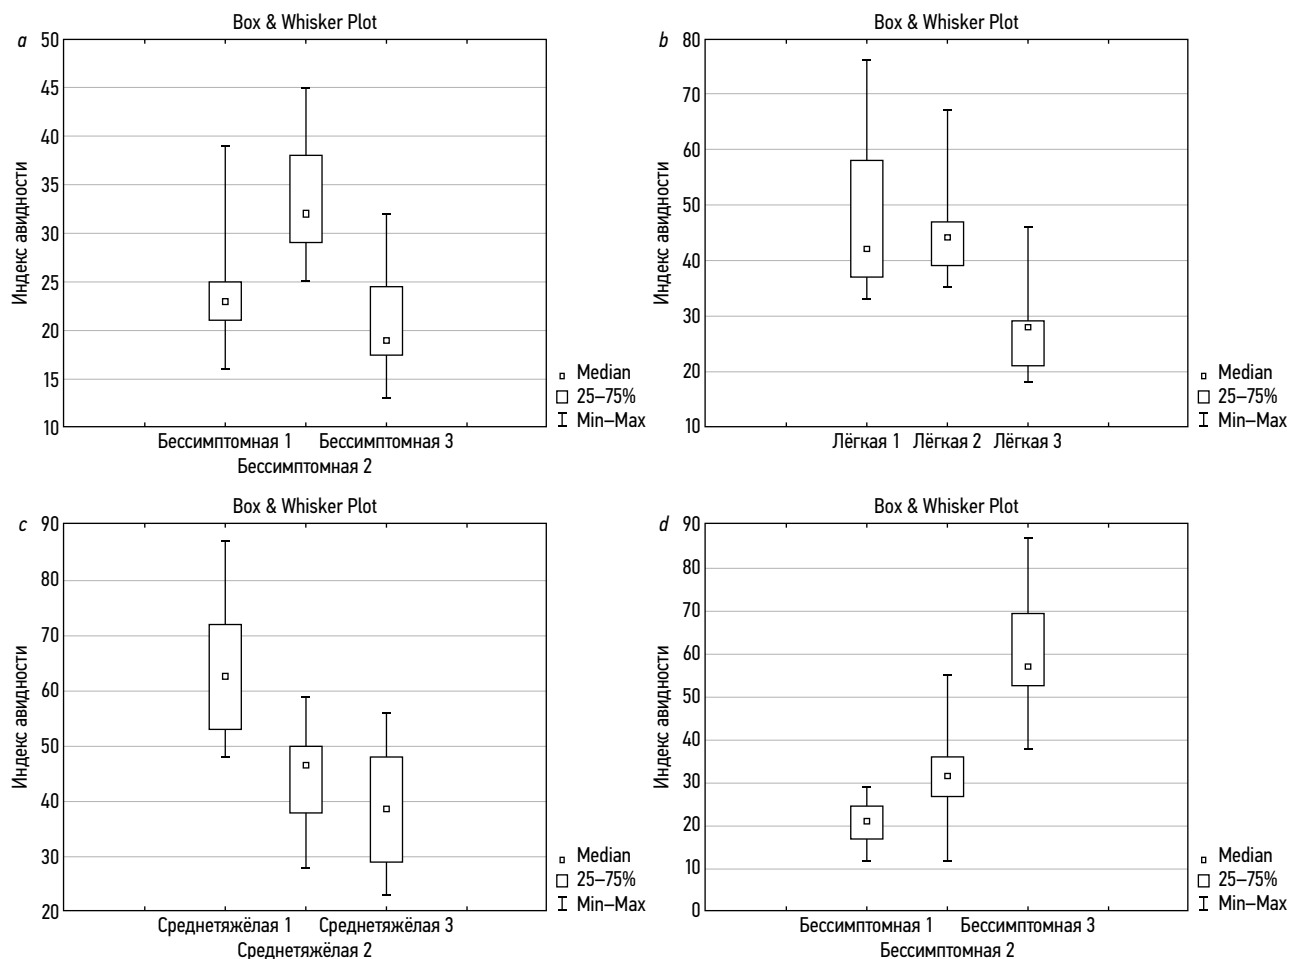 a
Box & Whisker Plot
50
45
40
35
30
25
20
15
10
Индекс авидности
Бессимптомная 1 Бессимптомная 3
Бессимптомная 2
Median
25–75%
Min–Max
b
Box & Whisker Plot
80
70
60
50
40
30
20
10
Индекс авидности
Лёгкая 1 Лёгкая 2 Лёгкая 3
Median
25–75%
Min–Max
c
Box & Whisker Plot
90
80
70
60
50
40
30
20
Индекс авидности
Среднетяжёлая 1 Среднетяжёлая 3
Среднетяжёлая 2
Median
25–75%
Min–Max
d
Box & Whisker Plot
90
80
70
60
50
40
30
20
10
0
Индекс авидности
Бессимптомная 1 Бессимптомная 3
Бессимптомная 2
Median
25–75%
Min–Max